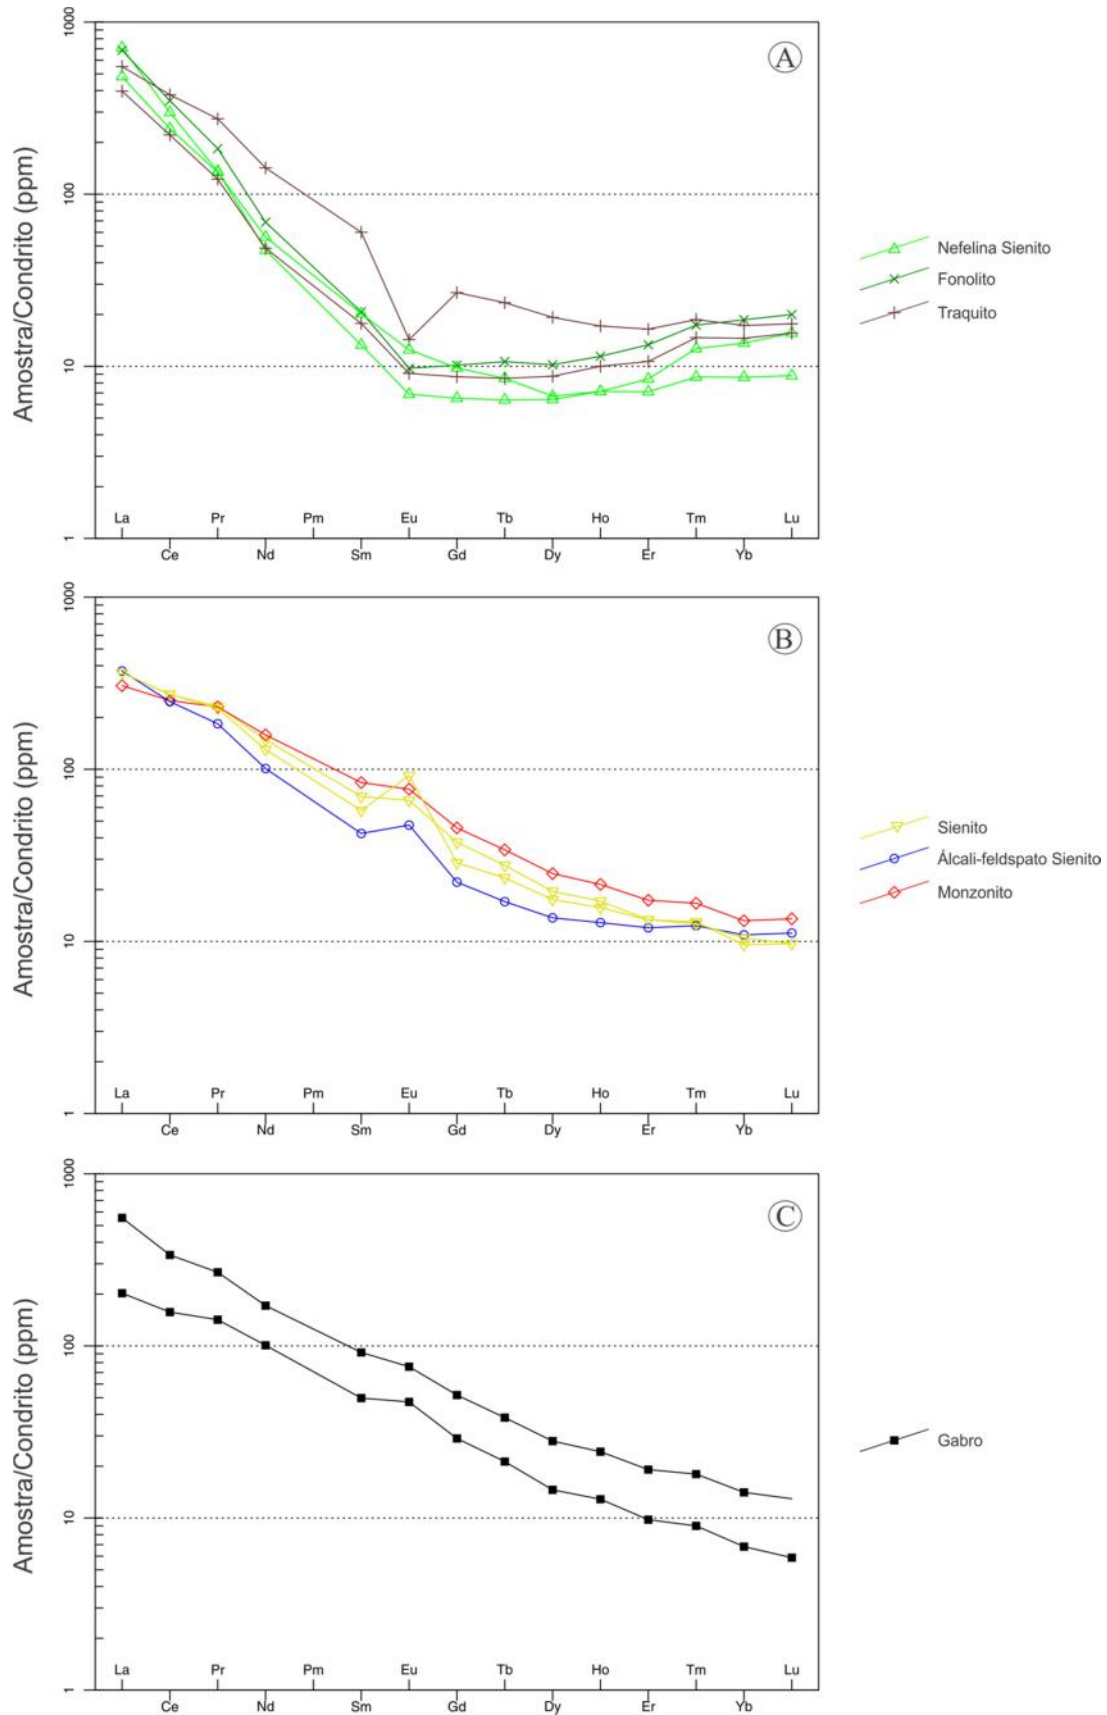 A
Amostra/Condrito (ppm)
1000
100
10
1
La Pr Pm Eu Tb Ho Tm Lu
Ce Nd Sm Gd Dy Er Yb
Nefelina Sienito
Fonolito
Traquito
B
Amostra/Condrito (ppm)
1000
100
10
1
La Pr Pm Eu Tb Ho Tm Lu
Ce Nd Sm Gd Dy Er Yb
Sienito
Álcali-feldspato Sienito
Monzonito
C
Amostra/Condrito (ppm)
1000
100
10
1
La Pr Pm Eu Tb Ho Tm Lu
Ce Nd Sm Gd Dy Er Yb
Gabro